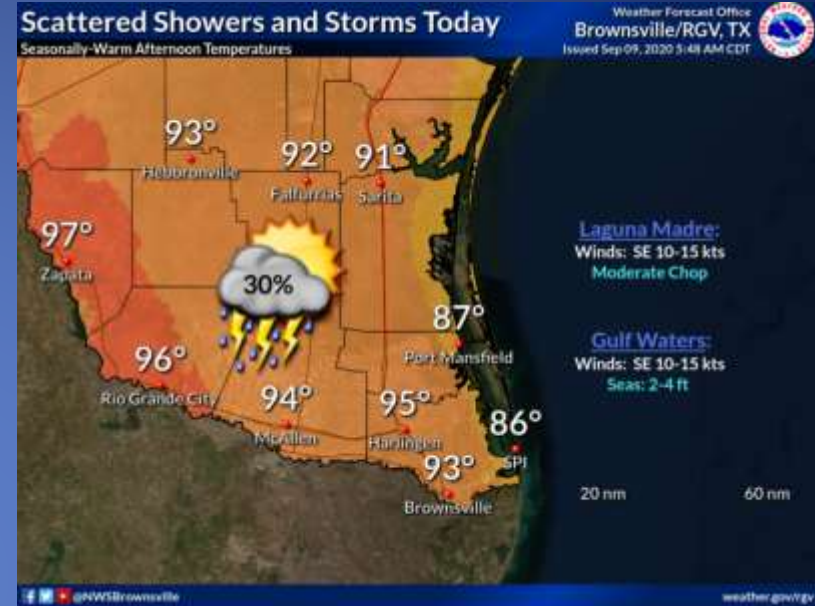 Scattered Showers and Storms Today
Seasonally-Warm Afternoon Temperatures
Weather Forecast Office
Brownsville/RGV, TX
Issued Sep 09, 2020 5:48 AM CDT
93°
Hebbronville
92°
Falfurrias
91°
Sarita
97°
Zapata
30%
87°
Port Mansfield
96°
Rio Grande City
94°
McAllen
95°
Harlingen
86°
SPI
93°
Brownsville
Laguna Madre:
Winds: SE 10-15 kts
Moderate Chop
Gulf Waters:
Winds: SE 10-15 kts
Seas: 2-4 ft
20 nm
60 nm
@NWSBrownsville
weather.gov/rgv